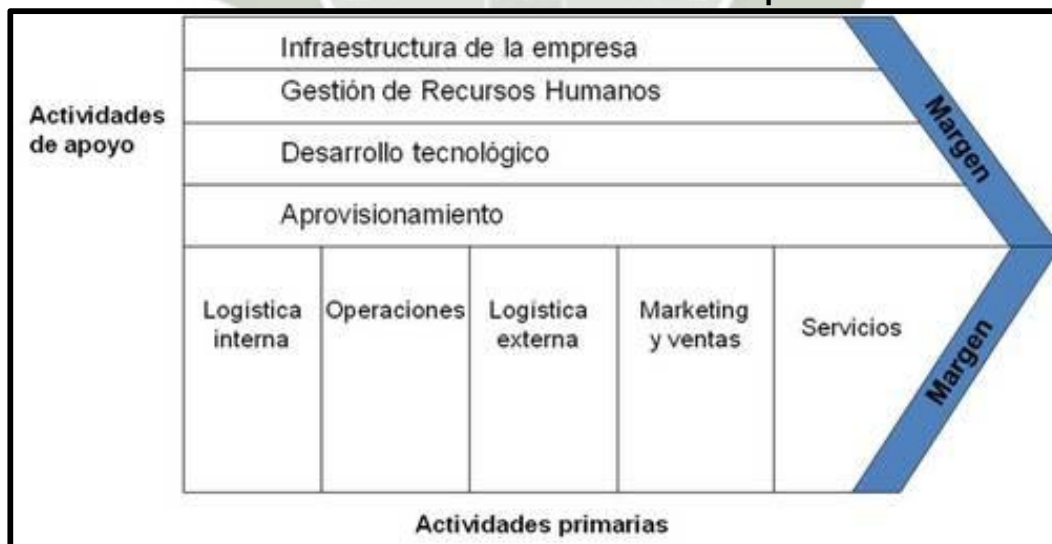 Infraestructura de la empresa
Gestión de Recursos Humanos
Actividades
de apoyo
Desarrollo tecnológico
Aprovisionamiento
Margen
Logística
interna
Operaciones
Logística
externa
Marketing
y ventas
Servicios
Margen
Actividades primarias